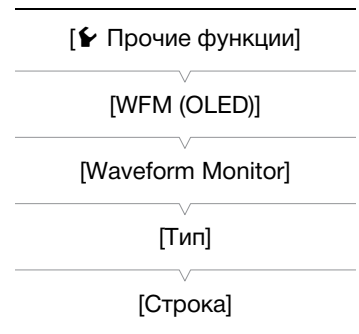 [Прочие функции]
[WFM (OLED)]
[Waveform Monitor]
[Тип]
[Строка]